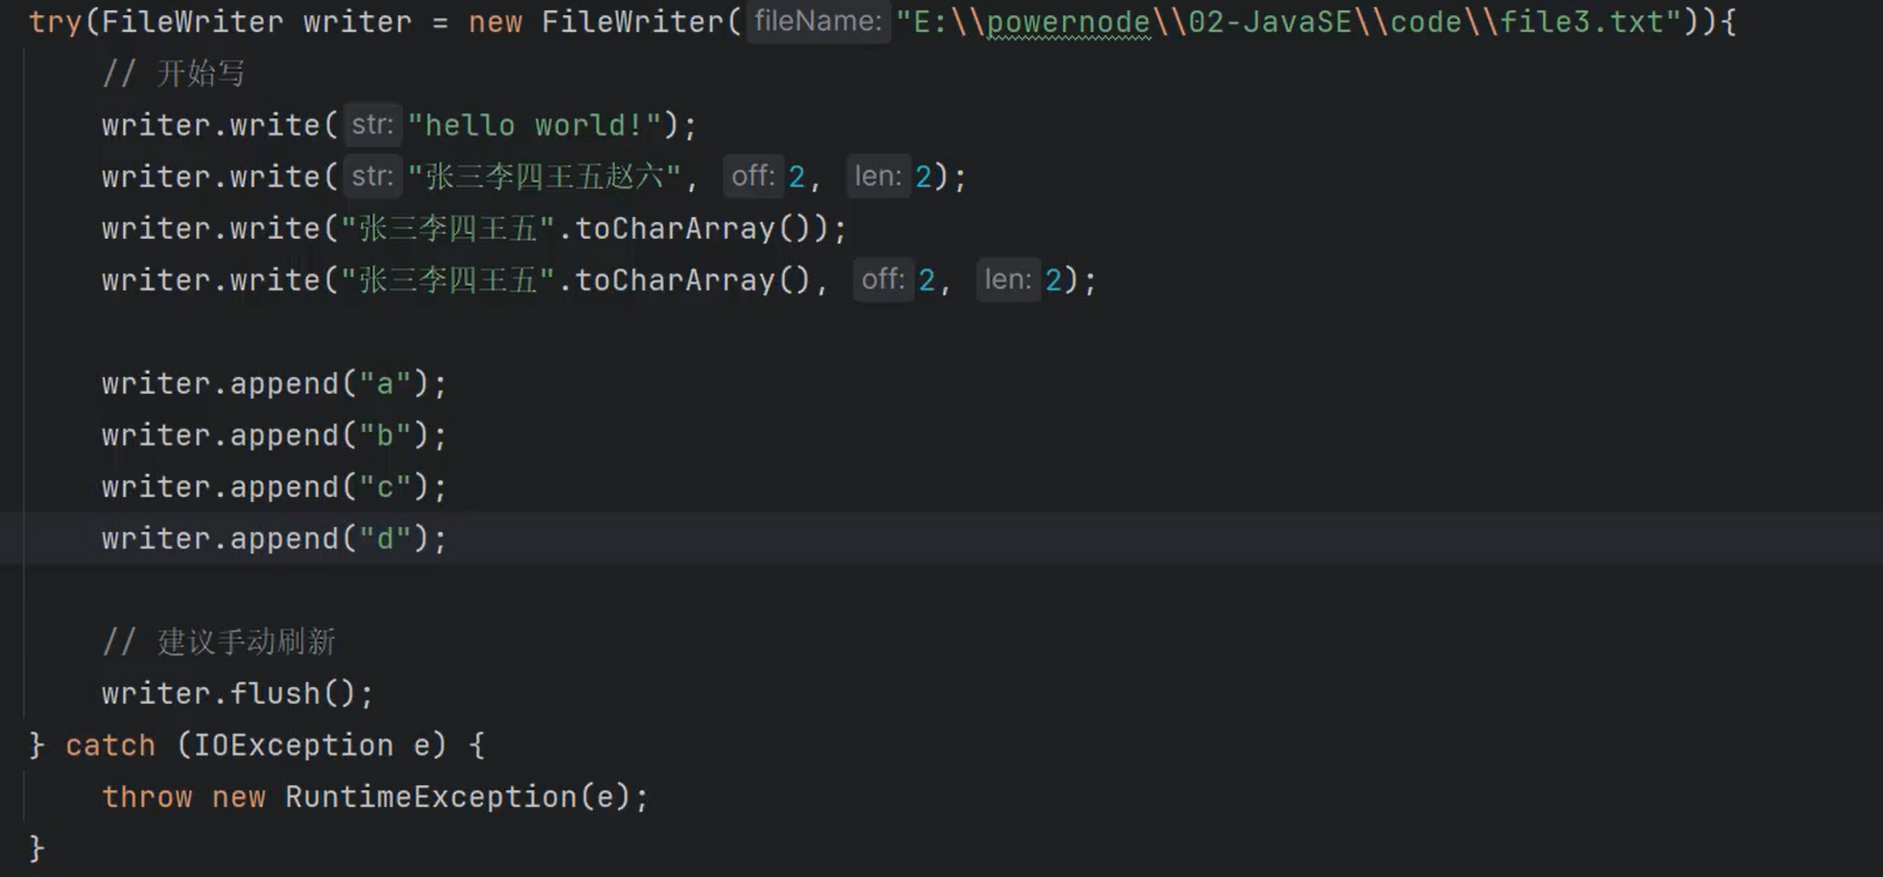 try(FileWriter writer = new FileWriter( fileName: "E:\\powernode\\02-JavaSE\\code\\file3.txt")){
// 开始写
writer.write( str: "hello world!");
writer.write( str: "张三李四王五赵六", off: 2, len: 2);
writer.write("张三李四王五".toCharArray());
writer.write("张三李四王五".toCharArray(), off: 2, len: 2);
writer.append("a");
writer.append("b");
writer.append("c");
writer.append("d");
// 建议手动刷新
writer.flush();
} catch (IOException e) {
throw new RuntimeException(e);
}